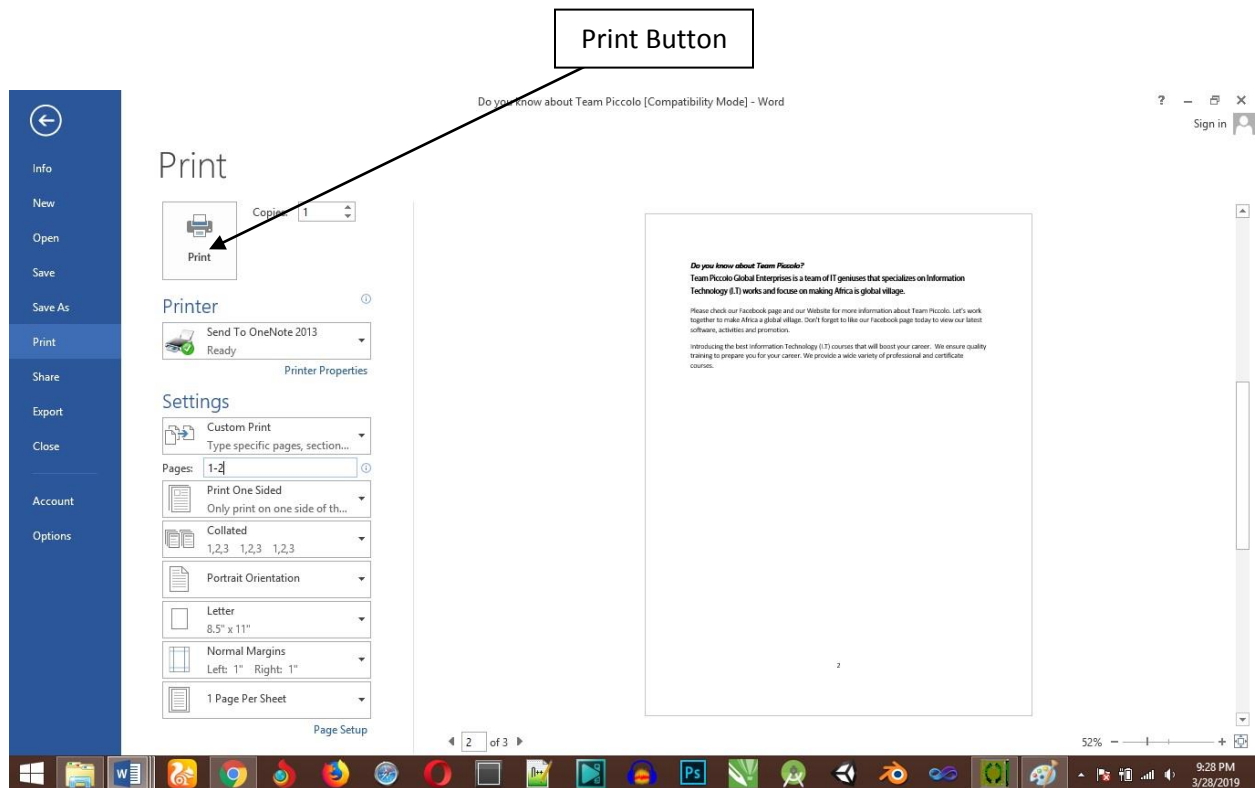 Print Button
Do you know about Team Piccolo [Compatibility Mode] - Word
?
Sign in
Info
New
Open
Save
Save As
Print
Share
Export
Close
Account
Options
Print
Copies: 1
Print
Printer
Send To OneNote 2013
Ready
Printer Properties
Settings
Custom Print
Type specific pages, section...
Pages: 1-2
Print One Sided
Only print on one side of th...
Collated
1,2,3 1,2,3 1,2,3
Portrait Orientation
Letter
8.5" x 11"
Normal Margins
Left: 1" Right: 1"
1 Page Per Sheet
Page Setup
Do you know about Team Piccolo?
Team Piccolo Global Enterprises is a team of IT geniuses that specializes on Information
Technology (I.T) works and focuse on making Africa is global village.
Please check our Facebook page and our Website for more information about Team Piccolo. Let's work
together to make Africa a global village. Don't forget to like our Facebook page today to view our latest
software, activities and promotion.
Introducing the best Information Technology (I.T) courses that will boost your career. We ensure quality
training to prepare you for your career. We provide a wide variety of professional and certificate
courses.
2
2 of 3
52%
Ps
9:28 PM
3/28/2019